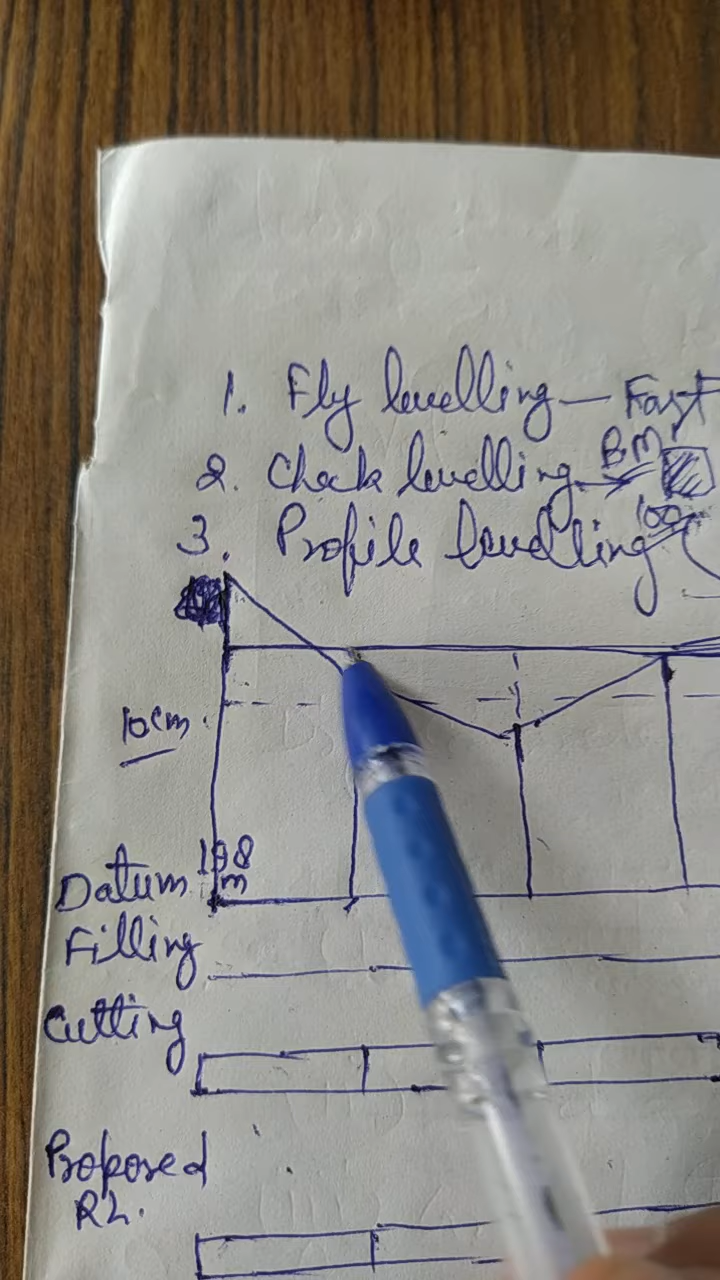 1. Fly levelling — Fast
2. Check levelling BM
3. Profile levelling 100
10cm.
Datum 198
m
Filling
Cutting
Proposed
RL.